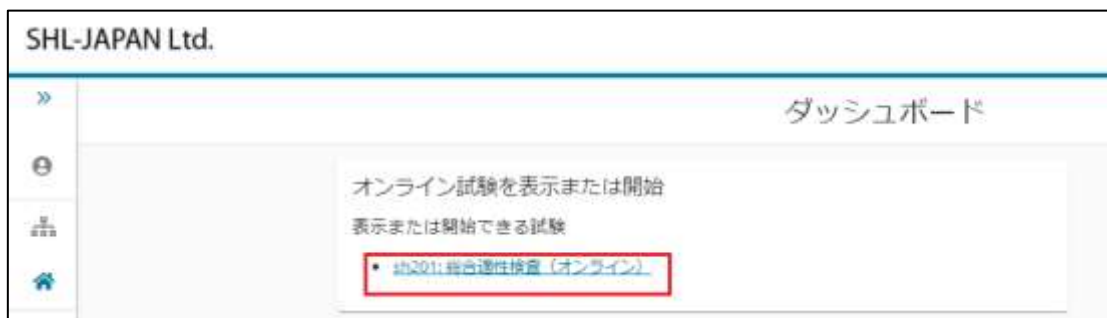 SHL-JAPAN Ltd.
»
ダッシュボード
オンライン試験を表示または開始
表示または開始できる試験
• sh201: 総合適性検査（オンライン）